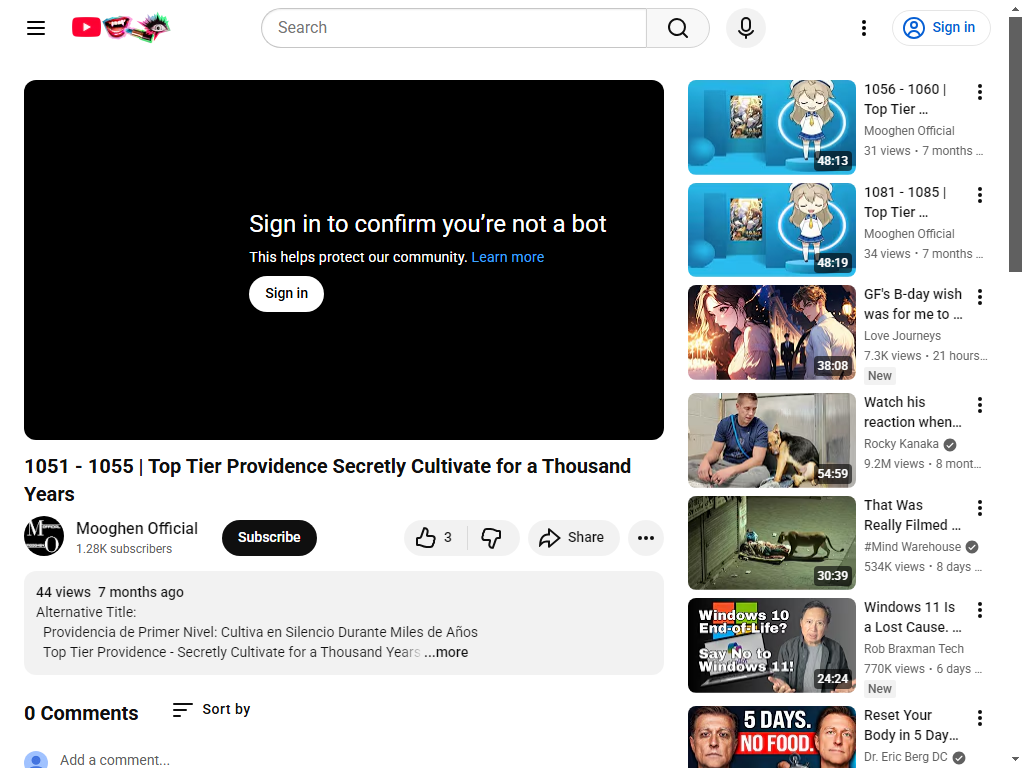 Search
Sign in
Sign in to confirm you’re not a bot
This helps protect our community. Learn more
Sign in
1051 - 1055 | Top Tier Providence Secretly Cultivate for a Thousand
Years
Mooghen Official
1.28K subscribers
Subscribe
3
Share
44 views 7 months ago
Alternative Title:
Providencia de Primer Nivel: Cultiva en Silencio Durante Miles de Años
Top Tier Providence - Secretly Cultivate for a Thousand Years ...more
0 Comments
Sort by
Add a comment...
48:13
1056 - 1060 |
Top Tier ...
Mooghen Official
31 views • 7 months ...
48:19
1081 - 1085 |
Top Tier ...
Mooghen Official
34 views • 7 months ...
38:08
GF's B-day wish
was for me to ...
Love Journeys
7.3K views • 21 hours...
New
54:59
Watch his
reaction when...
Rocky Kanaka
9.2M views • 8 mont...
30:39
That Was
Really Filmed ...
#Mind Warehouse
534K views • 8 days ...
Windows 10
End-of-Life?
Say No to
Windows 11!
24:24
Windows 11 Is
a Lost Cause. ...
Rob Braxman Tech
770K views • 6 days ...
New
5 DAYS.
NO FOOD.
Reset Your
Body in 5 Day...
Dr. Eric Berg DC